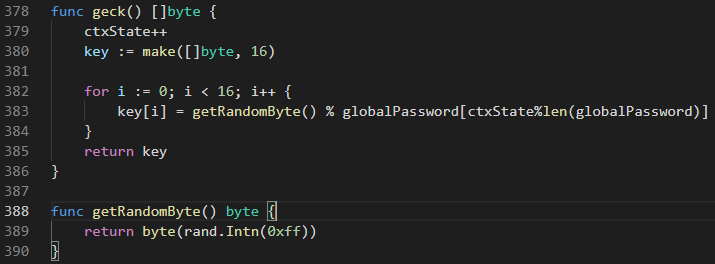 378 func geck() []byte {
379     ctxState++
380     key := make([]byte, 16)
381
382     for i := 0; i < 16; i++ {
383         key[i] = getRandomByte() % globalPassword[ctxState%len(globalPassword)]
384     }
385     return key
386 }
387
388 func getRandomByte() byte {
389     return byte(rand.Intn(0xff))
390 }